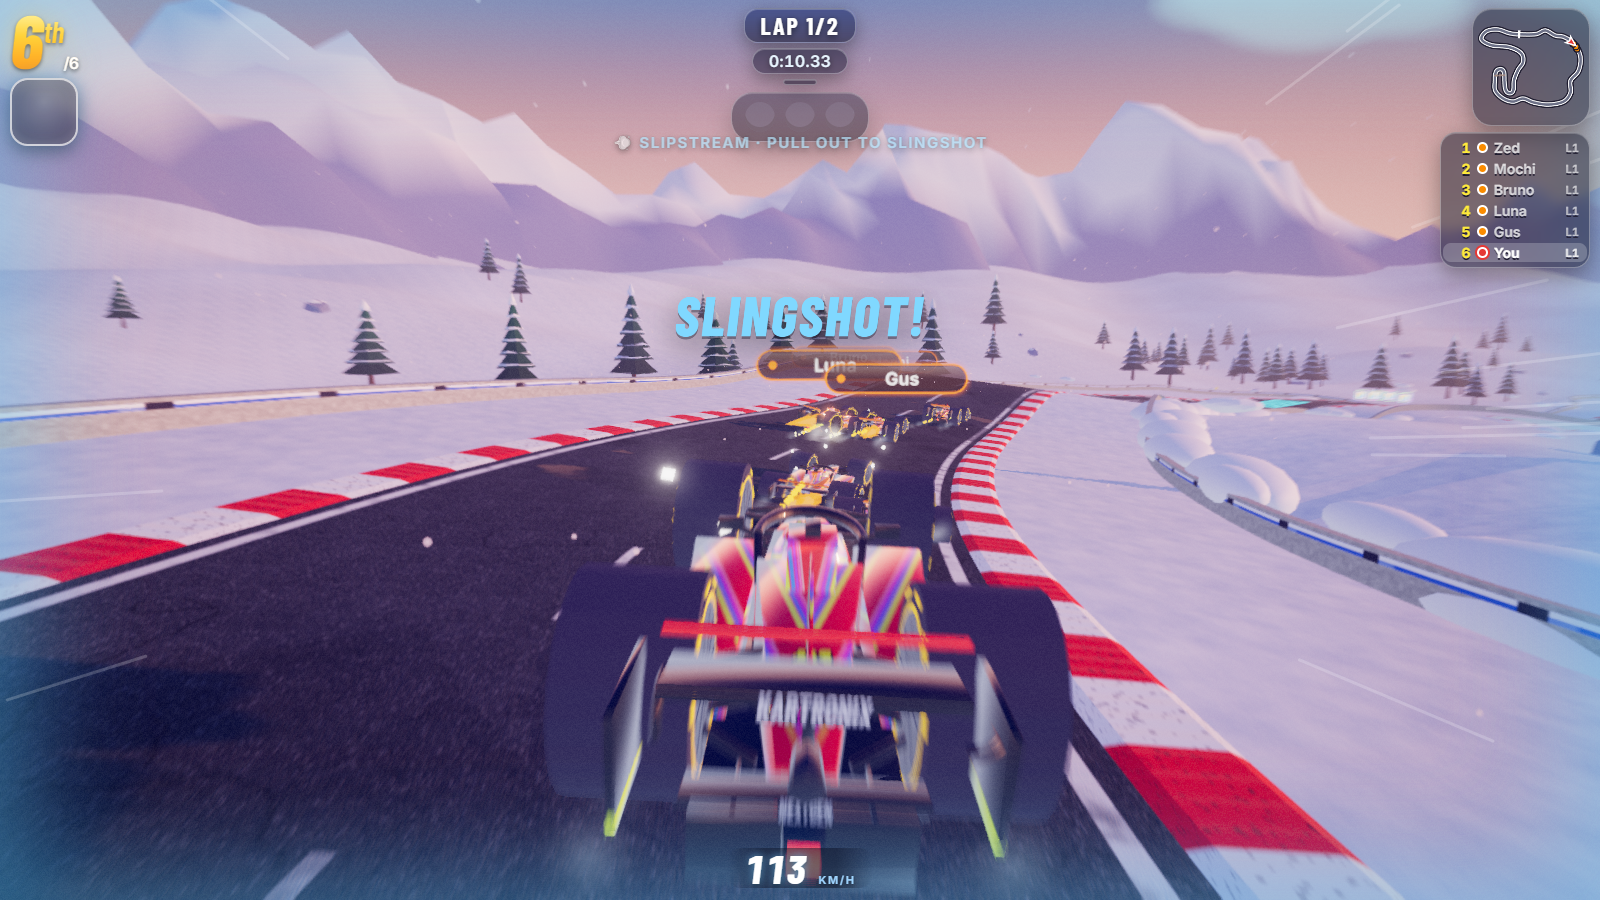 6th
/6
LAP 1/2
0:10.33
SLIPSTREAM · PULL OUT TO SLINGSHOT
1 Zed L1
2 Mochi L1
3 Bruno L1
4 Luna L1
5 Gus L1
6 You L1
SLINGSHOT!
Luna
Gus
113 KM/H